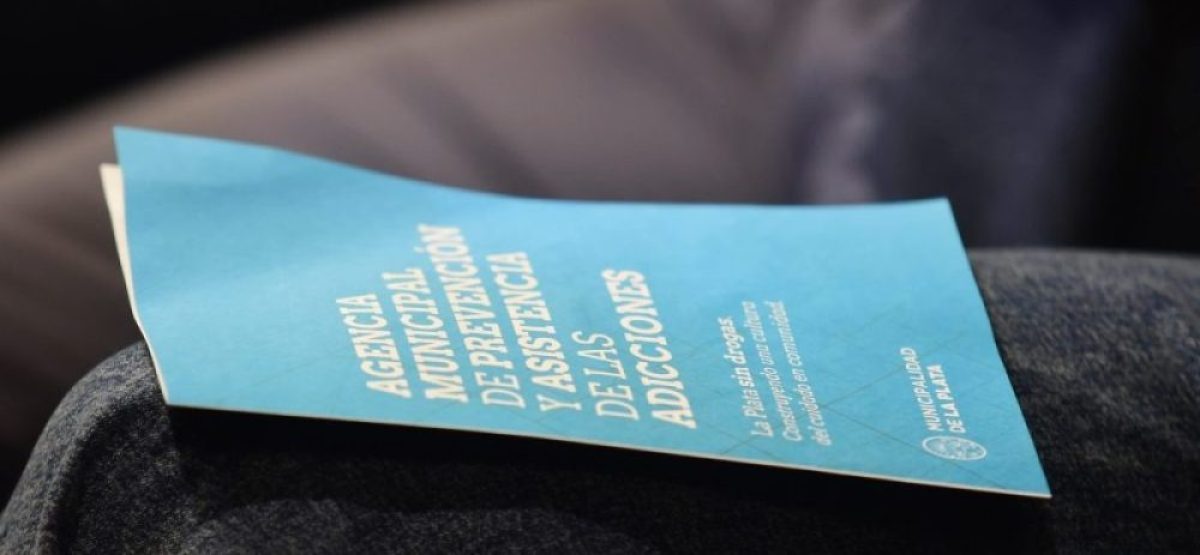 AGENCIA
MUNICIPAL
DE PREVENCIÓN
Y ASISTENCIA
DE LAS
ADICCIONES
La Plata sin drogas.
Construyendo una cultura
del cuidado en comunidad.
MUNICIPALIDAD
DE LA PLATA